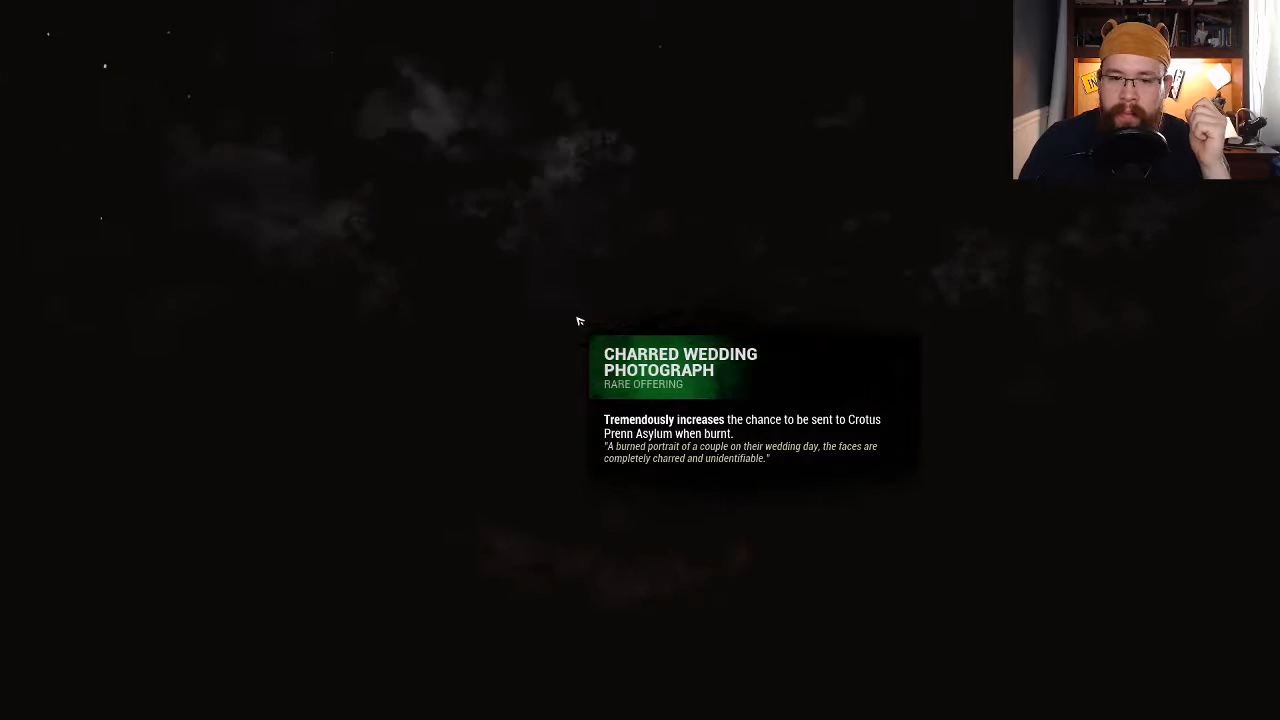 CHARRED WEDDING
PHOTOGRAPH
RARE OFFERING
Tremendously increases the chance to be sent to Crotus
Prenn Asylum when burnt.
"A burned portrait of a couple on their wedding day, the faces are
completely charred and unidentifiable."